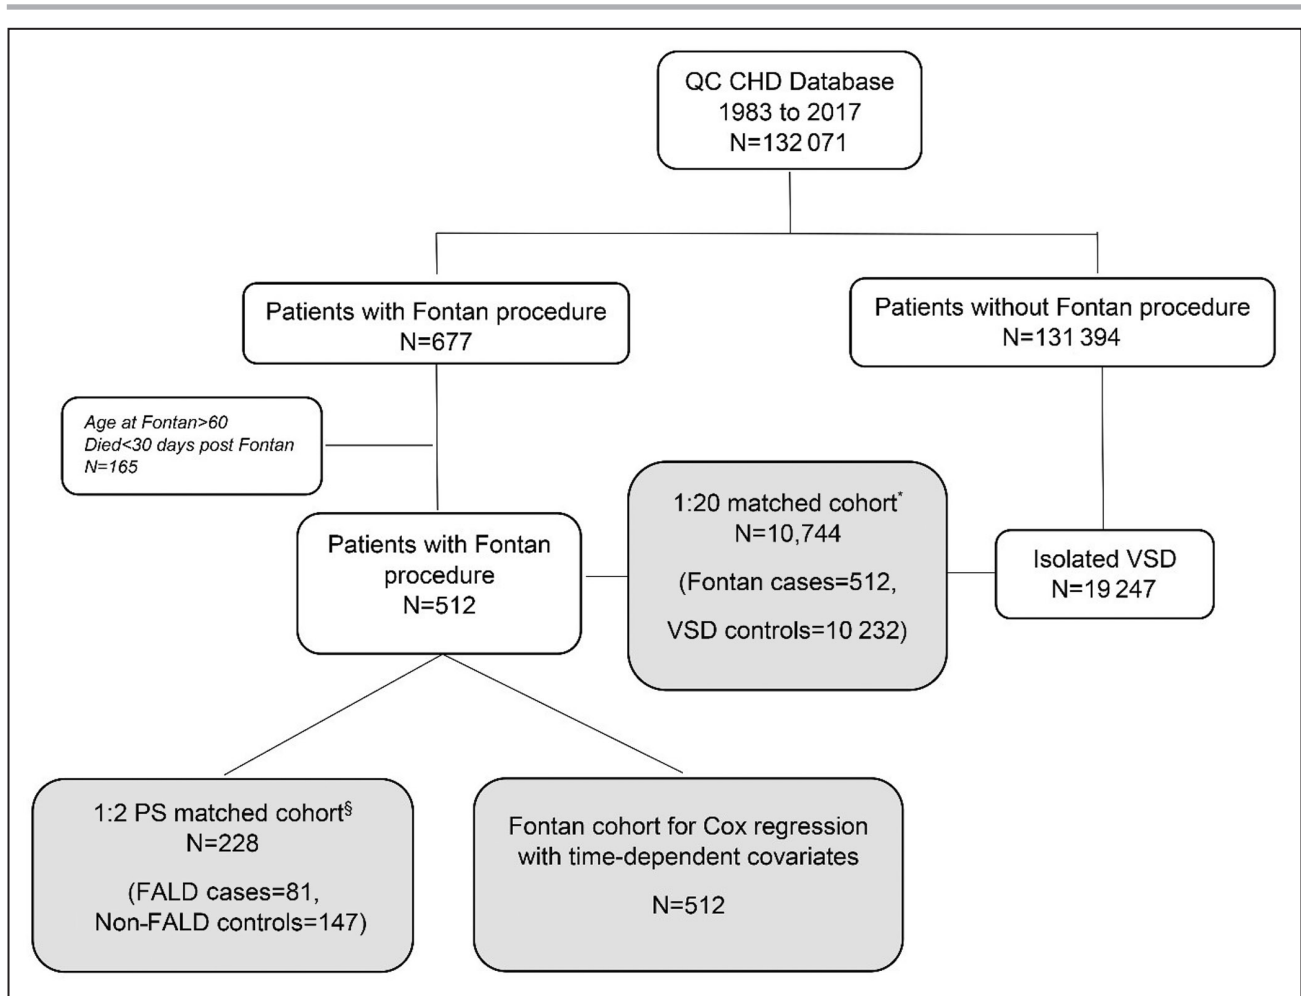 QC CHD Database
1983 to 2017
N=132 071
Patients with Fontan procedure
N=677
Patients without Fontan procedure
N=131 394
Age at Fontan>60
Died<30 days post Fontan
N=165
Patients with Fontan
procedure
N=512
1:20 matched cohort*
N=10,744
(Fontan cases=512,
VSD controls=10 232)
Isolated VSD
N=19 247
1:2 PS matched cohort§
N=228
(FALD cases=81,
Non-FALD controls=147)
Fontan cohort for Cox regression
with time-dependent covariates
N=512